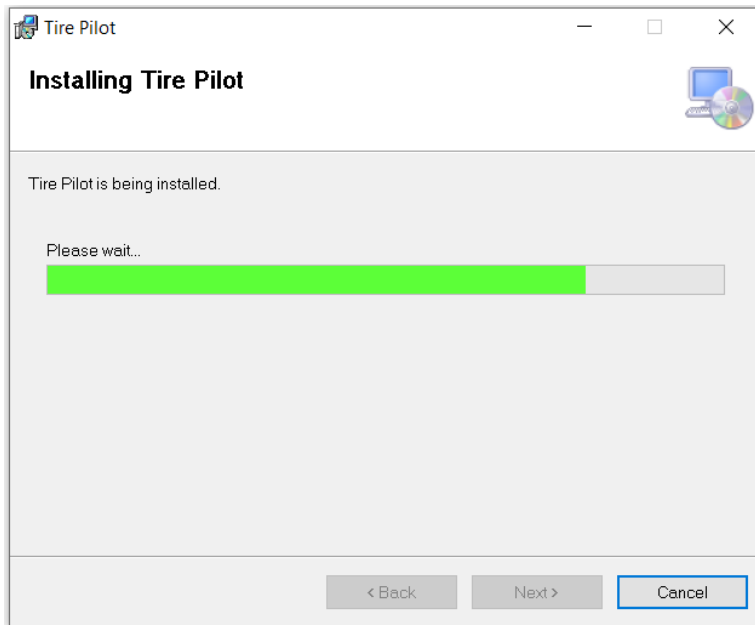 Tire Pilot
Installing Tire Pilot
Tire Pilot is being installed.
Please wait...
< Back Next > Cancel